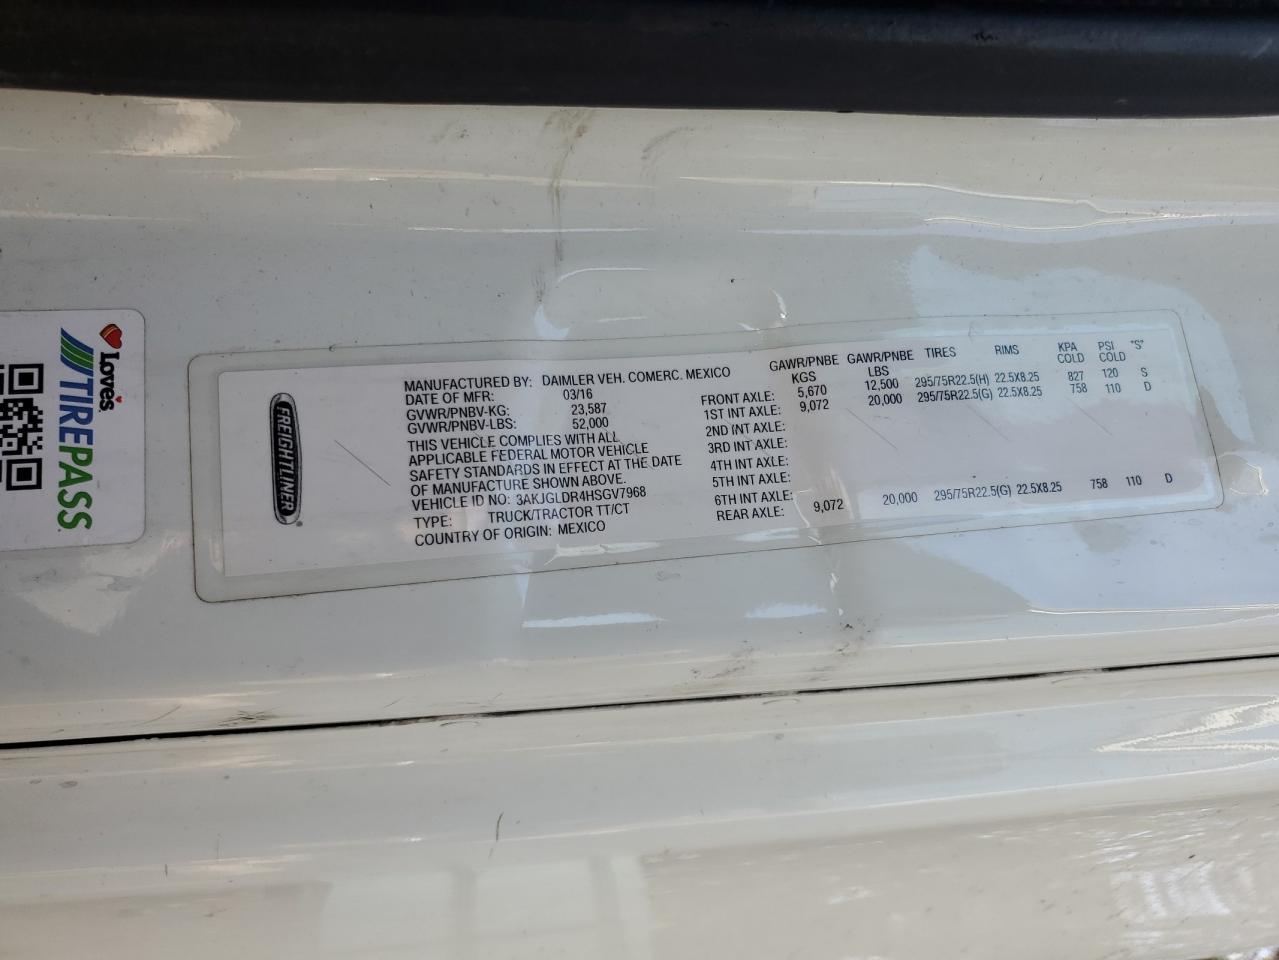 Love's
TIREPASS.
FREIGHTLINER
MANUFACTURED BY: DAIMLER VEH. COMERC. MEXICO
DATE OF MFR: 03/16
GVWR/PNBV-KG: 23,587
GVWR/PNBV-LBS: 52,000
THIS VEHICLE COMPLIES WITH ALL
APPLICABLE FEDERAL MOTOR VEHICLE
SAFETY STANDARDS IN EFFECT AT THE DATE
OF MANUFACTURE SHOWN ABOVE.
VEHICLE ID NO: 3AKJGLDR4HSGV7968
TYPE: TRUCK/TRACTOR TT/CT
COUNTRY OF ORIGIN: MEXICO
GAWR/PNBE GAWR/PNBE TIRES RIMS KPA PSI "S"
KGS LBS COLD COLD
FRONT AXLE: 5,670 12,500 295/75R22.5(H) 22.5X8.25 827 120 S
1ST INT AXLE: 9,072 20,000 295/75R22.5(G) 22.5X8.25 758 110 D
2ND INT AXLE:
3RD INT AXLE:
4TH INT AXLE:
5TH INT AXLE:
6TH INT AXLE:
REAR AXLE: 9,072 20,000 295/75R22.5(G) 22.5X8.25 758 110 D